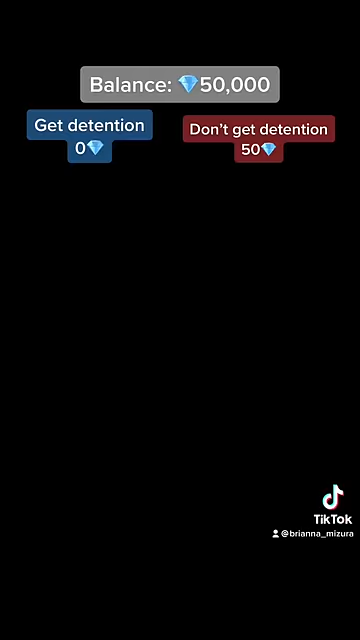 Balance: 💎50,000
Get detention
0💎
Don't get detention
50💎
TikTok
@brianna_mizura